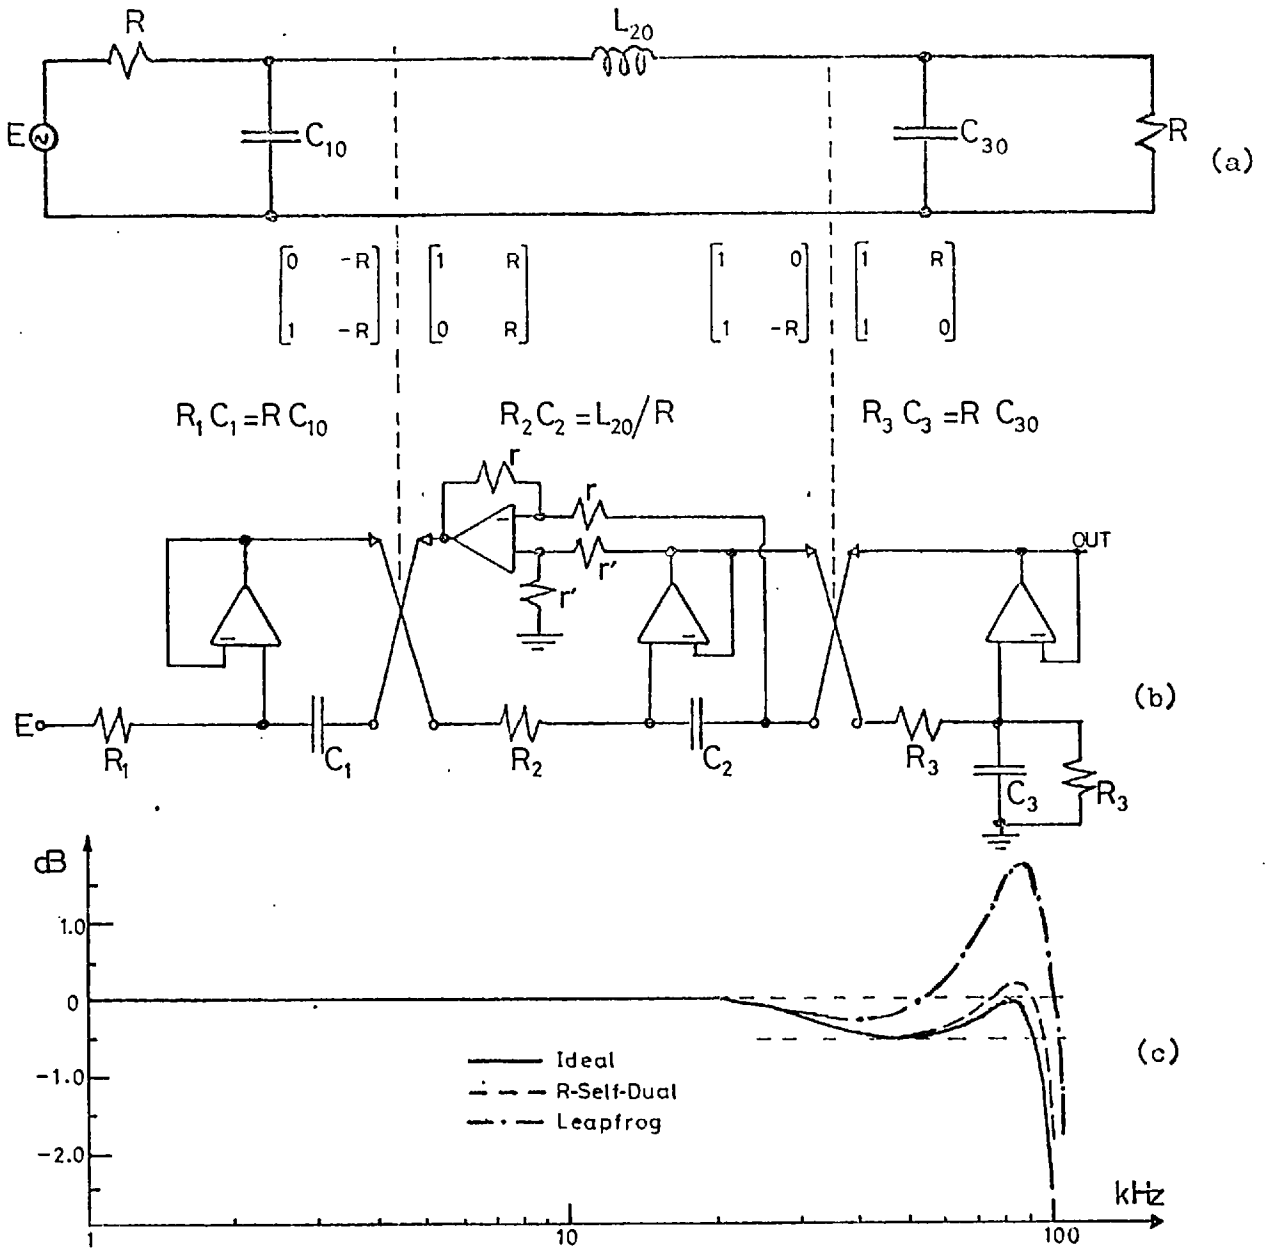 R
L₂₀
E
C₁₀
C₃₀
R
(a)
[0 -R
1 -R]
[1 R
0 R]
[1 0
1 -R]
[1 R
1 0]
R₁ C₁ = R C₁₀
R₂ C₂ = L₂₀/R
R₃ C₃ = R C₃₀
r
r
r'
r'
OUT
(b)
E
R₁
C₁
R₂
C₂
R₃
C₃
R₃
dB
1.0
0
-1.0
-2.0
Ideal
R-Self-Dual
Leapfrog
(c)
kHz
1
10
100